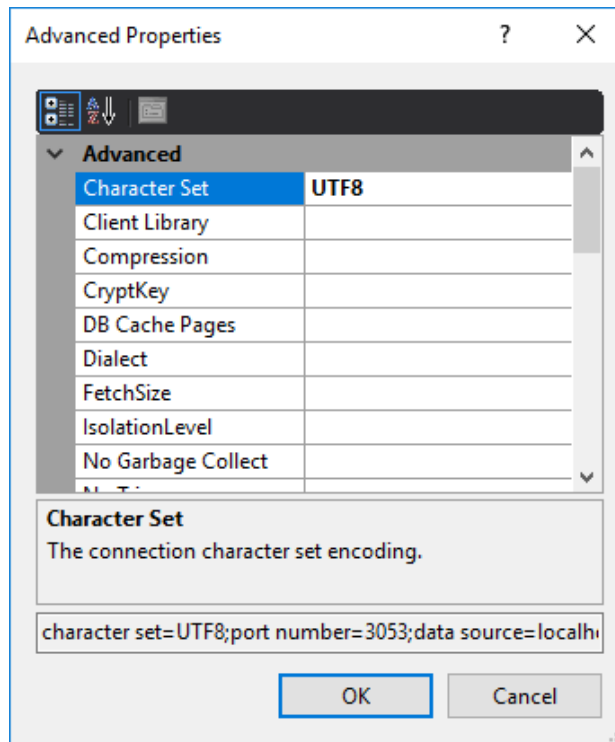 Advanced Properties
Advanced
Character Set UTF8
Client Library
Compression
CryptKey
DB Cache Pages
Dialect
FetchSize
IsolationLevel
No Garbage Collect
Character Set
The connection character set encoding.
character set=UTF8;port number=3053;data source=localh
OK Cancel